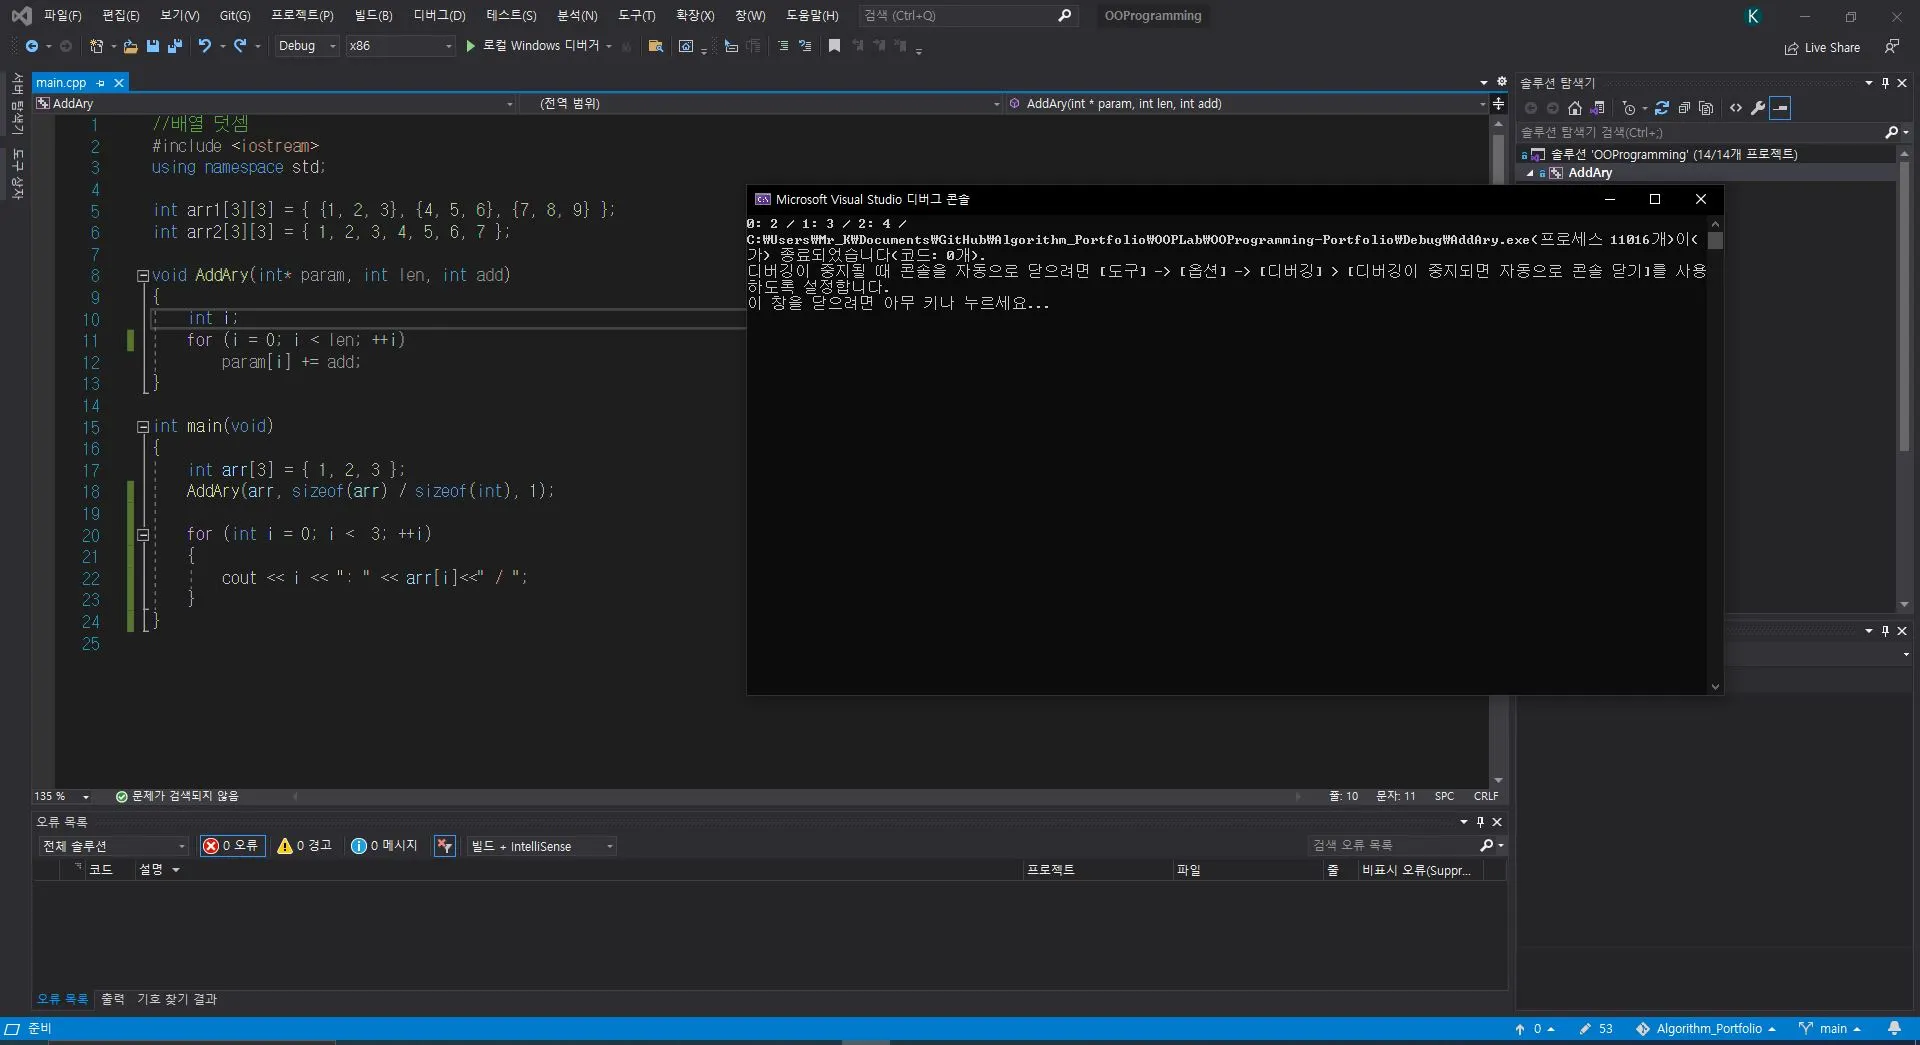 파일(F) 편집(E) 보기(V) Git(G) 프로젝트(P) 빌드(B) 디버그(D) 테스트(S) 분석(N) 도구(T) 확장(X) 창(W) 도움말(H) 검색 (Ctrl+Q) OOProgramming K
Debug x86 로컬 Windows 디버거 Live Share
서버 탐색기
도구 상자
main.cpp
AddAry (전역 범위) AddAry(int * param, int len, int add)
1 //배열 덧셈
2 #include <iostream>
3 using namespace std;
4
5 int arr1[3][3] = { {1, 2, 3}, {4, 5, 6}, {7, 8, 9} };
6 int arr2[3][3] = { 1, 2, 3, 4, 5, 6, 7 };
7
8 void AddAry(int* param, int len, int add)
9 {
10 int i;
11 for (i = 0; i < len; ++i)
12 param[i] += add;
13 }
14
15 int main(void)
16 {
17 int arr[3] = { 1, 2, 3 };
18 AddAry(arr, sizeof(arr) / sizeof(int), 1);
19
20 for (int i = 0; i < 3; ++i)
21 {
22 cout << i << ": " << arr[i]<<" / ";
23 }
24 }
25
Microsoft Visual Studio 디버그 콘솔
0: 2 / 1: 3 / 2: 4 /
C:₩Users₩Mr_K₩Documents₩GitHub₩Algorithm_Portfolio₩OOPLab₩OOProgramming-Portfolio₩Debug₩AddAry.exe(프로세스 11016개)이(
가) 종료되었습니다(코드: 0개).
디버깅이 중지될 때 콘솔을 자동으로 닫으려면 [도구] -> [옵션] -> [디버깅] > [디버깅이 중지되면 자동으로 콘솔 닫기]를 사용
하도록 설정합니다.
이 창을 닫으려면 아무 키나 누르세요...
솔루션 탐색기
솔루션 탐색기 검색(Ctrl+;)
솔루션 'OOProgramming' (14/14개 프로젝트)
AddAry
135 % 문제가 검색되지 않음 줄: 10 문자: 11 SPC CRLF
오류 목록
전체 솔루션 0 오류 0 경고 0 메시지 빌드 + IntelliSense 검색 오류 목록
코드 설명 프로젝트 파일 줄 비표시 오류(Suppr...
오류 목록 출력 기호 찾기 결과
준비 0 53 Algorithm_Portfolio main